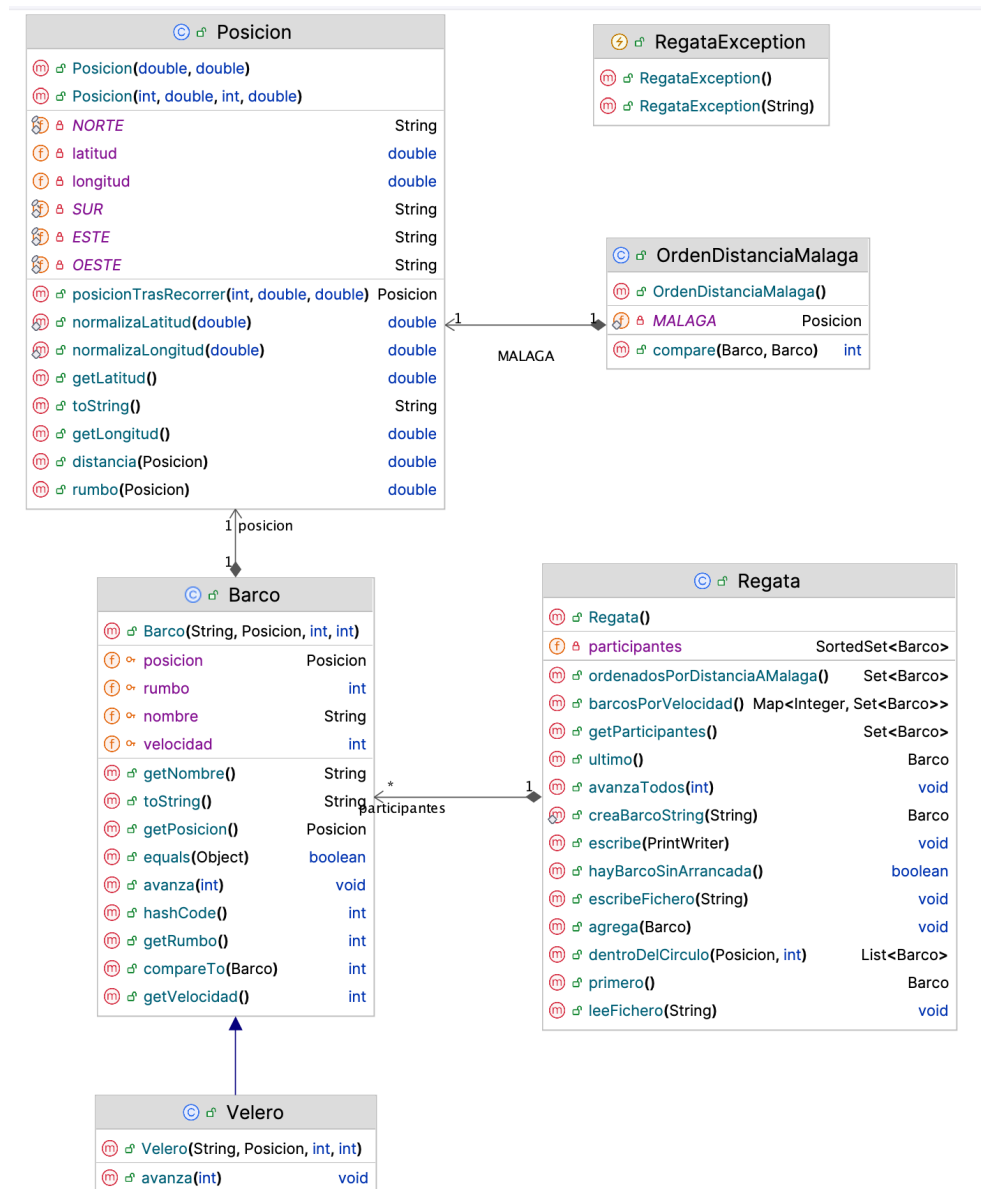 Posicion
Posicion(double, double)
Posicion(int, double, int, double)
NORTE String
latitud double
longitud double
SUR String
ESTE String
OESTE String
posicionTrasRecorrer(int, double, double) Posicion
normalizaLatitud(double) double
normalizaLongitud(double) double
getLatitud() double
toString() String
getLongitud() double
distancia(Posicion) double
rumbo(Posicion) double
RegataException
RegataException()
RegataException(String)
OrdenDistanciaMalaga
OrdenDistanciaMalaga()
MALAGA Posicion
compare(Barco, Barco) int
1 1
MALAGA
1 posicion
1
Barco
Barco(String, Posicion, int, int)
posicion Posicion
rumbo int
nombre String
velocidad int
getNombre() String
toString() String
getPosicion() Posicion
equals(Object) boolean
avanza(int) void
hashCode() int
getRumbo() int
compareTo(Barco) int
getVelocidad() int
* 1
participantes
Regata
Regata()
participantes SortedSet<Barco>
ordenadosPorDistanciaAMalaga() Set<Barco>
barcosPorVelocidad() Map<Integer, Set<Barco>>
getParticipantes() Set<Barco>
ultimo() Barco
avanzaTodos(int) void
creaBarcoString(String) Barco
escribe(PrintWriter) void
hayBarcoSinArrancada() boolean
escribeFichero(String) void
agrega(Barco) void
dentroDelCirculo(Posicion, int) List<Barco>
primero() Barco
leeFichero(String) void
Velero
Velero(String, Posicion, int, int)
avanza(int) void